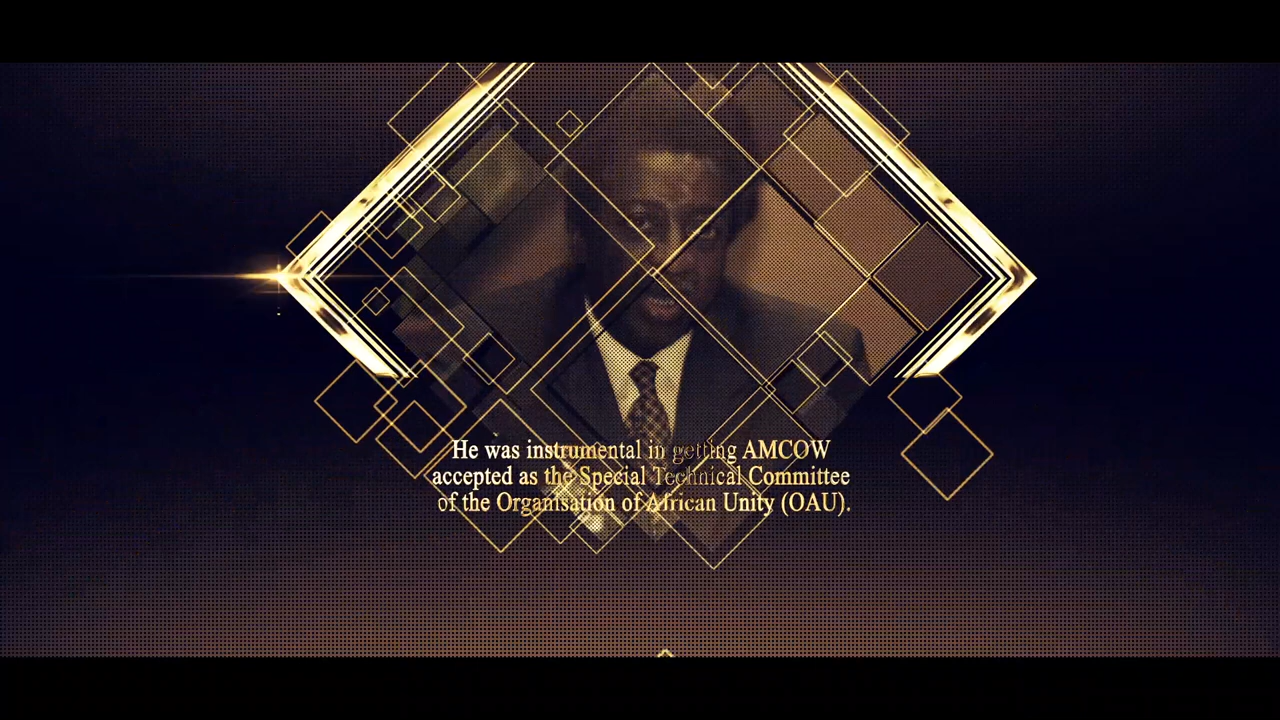 He was instrumental in getting AMCOW
accepted as the Special Technical Committee
of the Organisation of African Unity (OAU).